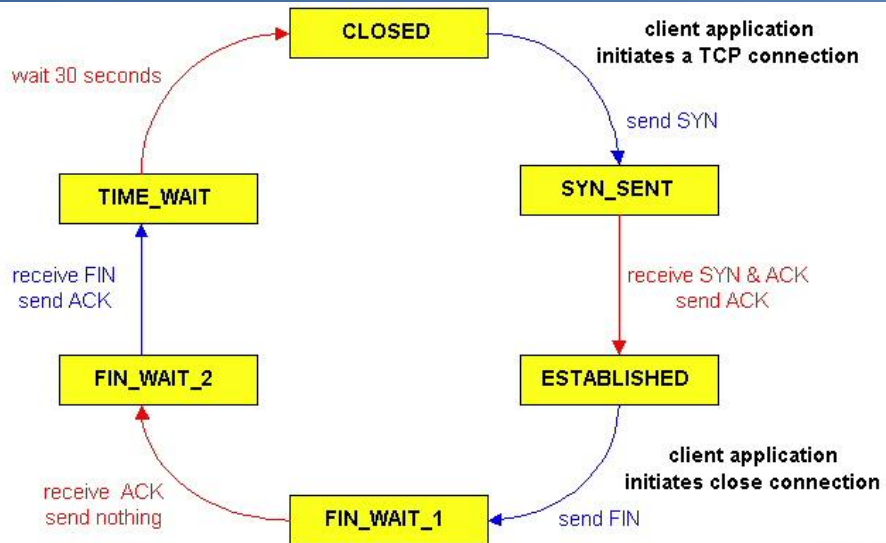 CLOSED
client application
initiates a TCP connection
wait 30 seconds
send SYN
TIME_WAIT
SYN_SENT
receive FIN
send ACK
receive SYN & ACK
send ACK
FIN_WAIT_2
ESTABLISHED
client application
initiates close connection
receive ACK
send nothing
FIN_WAIT_1
send FIN